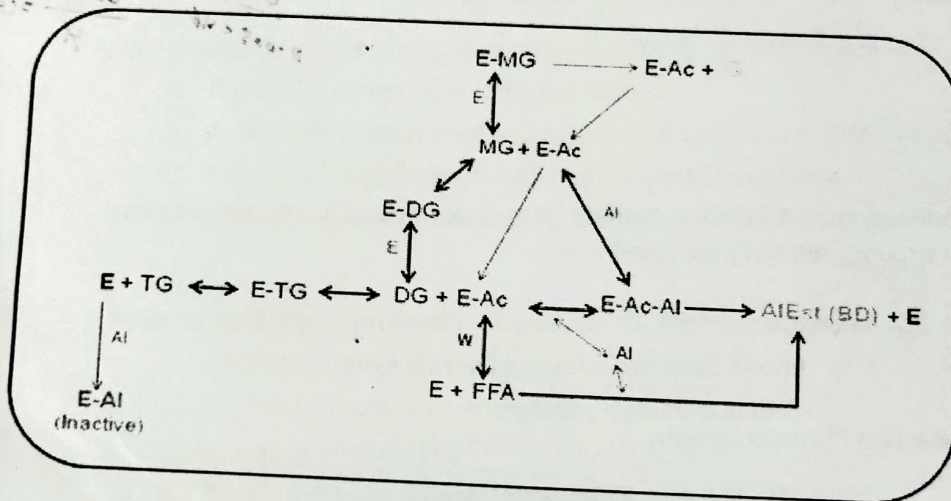 E-MG E-Ac + G
E
MG + E-Ac
E-DG Al
E
E + TG E-TG DG + E-Ac E-Ac-Al AlEst (BD) + E
Al W Al
E + FFA
E-Al
(Inactive)